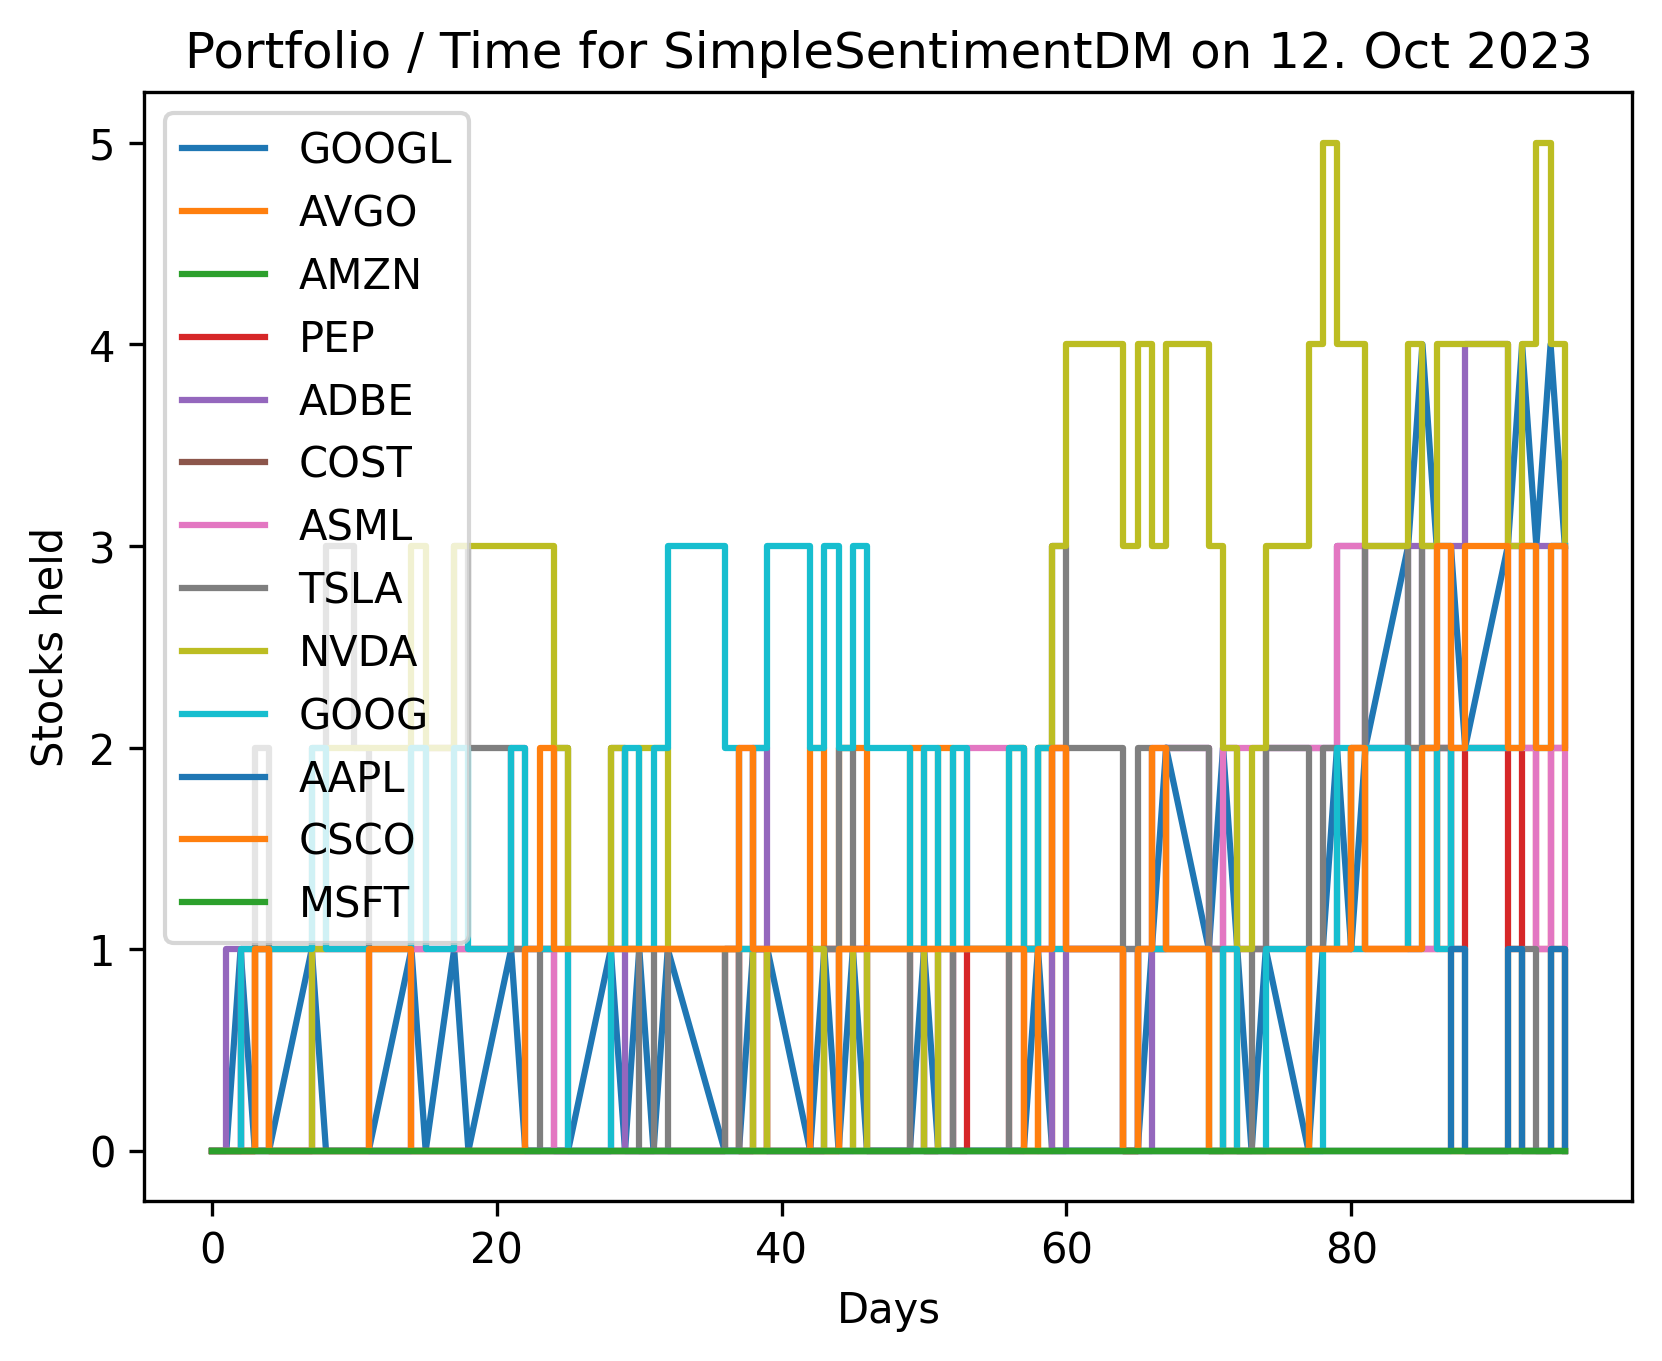 Portfolio / Time for SimpleSentimentDM on 12. Oct 2023
5
4
3
2
1
0
Stocks held
GOOGL
AVGO
AMZN
PEP
ADBE
COST
ASML
TSLA
NVDA
GOOG
AAPL
CSCO
MSFT
0 20 40 60 80
Days